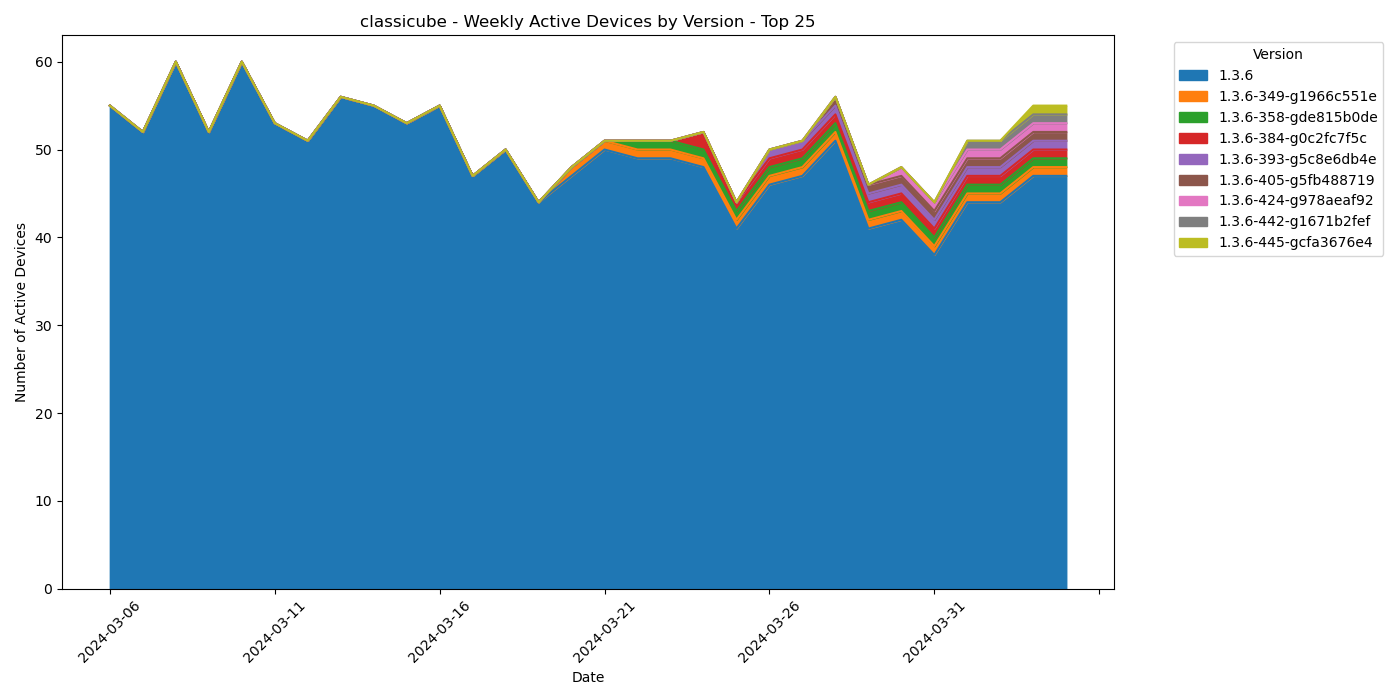 classicube - Weekly Active Devices by Version - Top 25
Number of Active Devices
60
50
40
30
20
10
0
2024-03-06
2024-03-11
2024-03-16
2024-03-21
2024-03-26
2024-03-31
Date
Version
1.3.6
1.3.6-349-g1966c551e
1.3.6-358-gde815b0de
1.3.6-384-g0c2fc7f5c
1.3.6-393-g5c8e6db4e
1.3.6-405-g5fb488719
1.3.6-424-g978aeaf92
1.3.6-442-g1671b2fef
1.3.6-445-gcfa3676e4